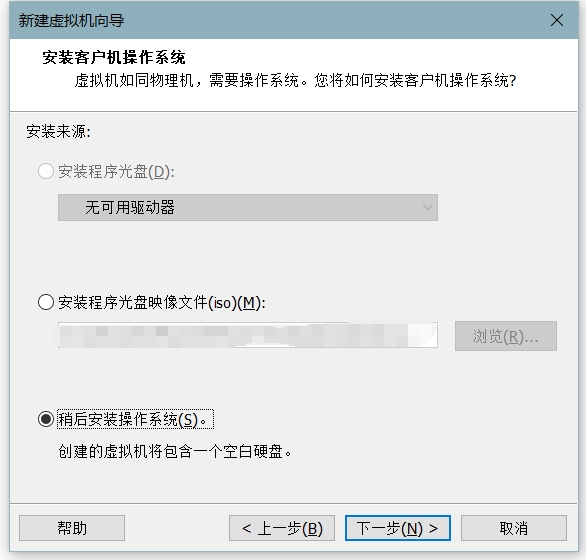 新建虚拟机向导
安装客户机操作系统
虚拟机如同物理机，需要操作系统。您将如何安装客户机操作系统?
安装来源:
安装程序光盘(D):
无可用驱动器
安装程序光盘映像文件(iso)(M):
浏览(R)...
稍后安装操作系统(S)。
创建的虚拟机将包含一个空白硬盘。
帮助
< 上一步(B)
下一步(N) >
取消